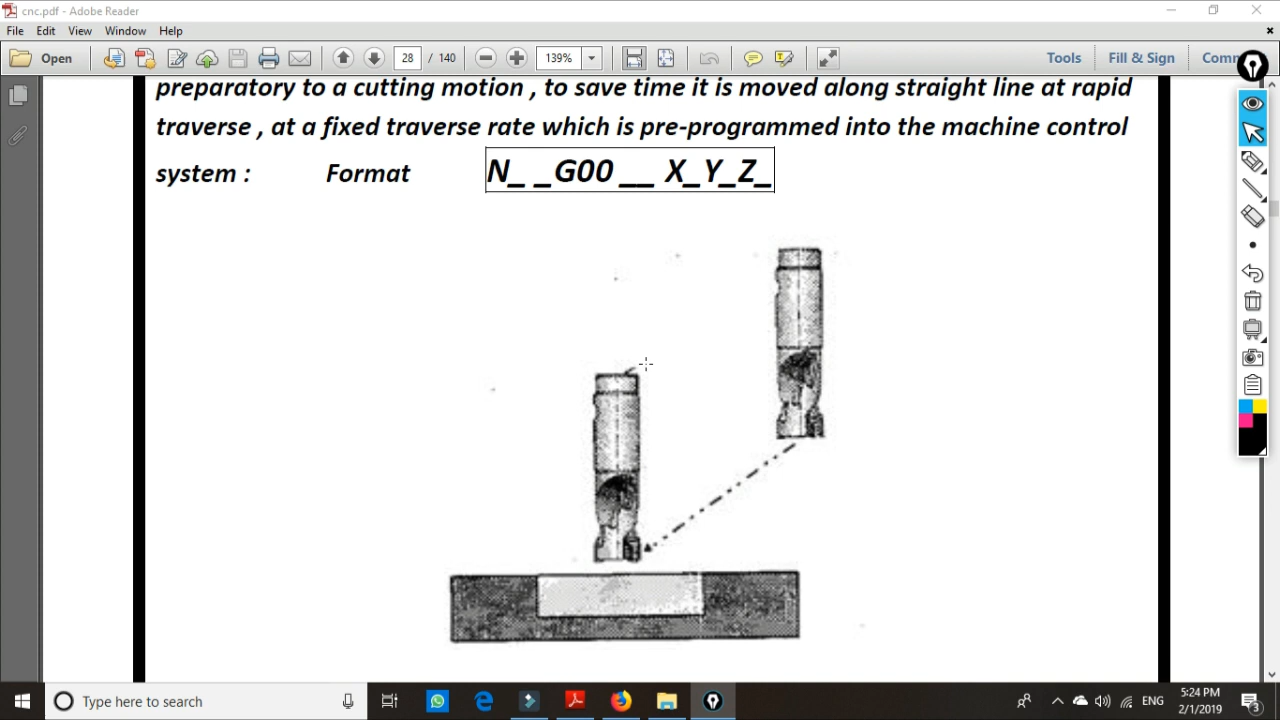 cnc.pdf - Adobe Reader
File Edit View Window Help
Open 28 / 140 139% Tools Fill & Sign
preparatory to a cutting motion , to save time it is moved along straight line at rapid
traverse , at a fixed traverse rate which is pre-programmed into the machine control
system : Format N_ _G00 __ X_Y_Z_
Type here to search
ENG
5:24 PM
2/1/2019
3